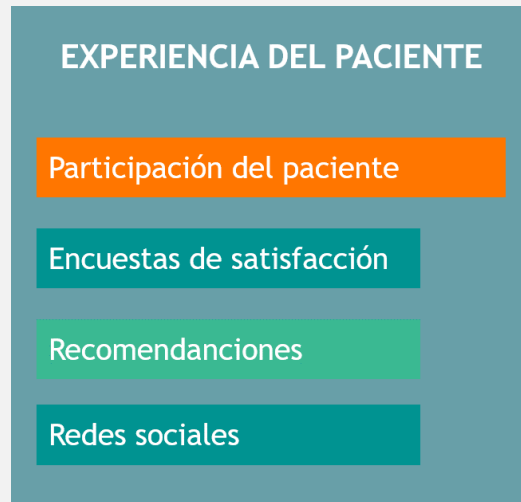 EXPERIENCIA DEL PACIENTE
Participación del paciente
Encuestas de satisfacción
Recomendanciones
Redes sociales